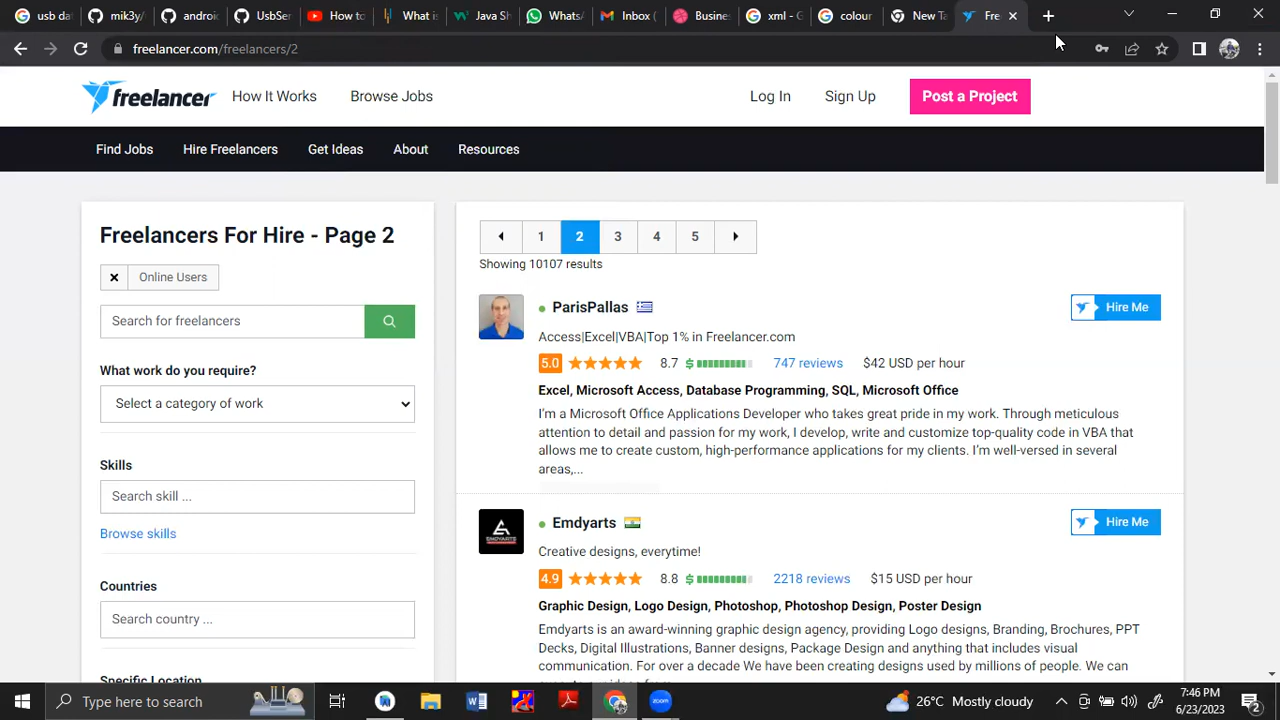 usb dat
mik3y/
android
UsbSer
How to
What is
Java Sh
WhatsA
Inbox (
Busine
xml - G
colour
New Ta
Fre
freelancer.com/freelancers/2
freelancer
How It Works
Browse Jobs
Log In
Sign Up
Post a Project
Find Jobs
Hire Freelancers
Get Ideas
About
Resources
Freelancers For Hire - Page 2
Online Users
Search for freelancers
What work do you require?
Select a category of work
Skills
Search skill ...
Browse skills
Countries
Search country ...
Specific Location
1 2 3 4 5
Showing 10107 results
ParisPallas
Hire Me
Access|Excel|VBA|Top 1% in Freelancer.com
5.0 8.7 $ 747 reviews $42 USD per hour
Excel, Microsoft Access, Database Programming, SQL, Microsoft Office
I'm a Microsoft Office Applications Developer who takes great pride in my work. Through meticulous
attention to detail and passion for my work, I develop, write and customize top-quality code in VBA that
allows me to create custom, high-performance applications for my clients. I'm well-versed in several
areas,...
Emdyarts
Hire Me
EMDYARTS
Creative designs, everytime!
4.9 8.8 $ 2218 reviews $15 USD per hour
Graphic Design, Logo Design, Photoshop, Photoshop Design, Poster Design
Emdyarts is an award-winning graphic design agency, providing Logo designs, Branding, Brochures, PPT
Decks, Digital Illustrations, Banner designs, Package Design and anything that includes visual
communication. For over a decade We have been creating designs used by millions of people. We can
Type here to search
zoom
26°C Mostly cloudy
7:46 PM
6/23/2023
2